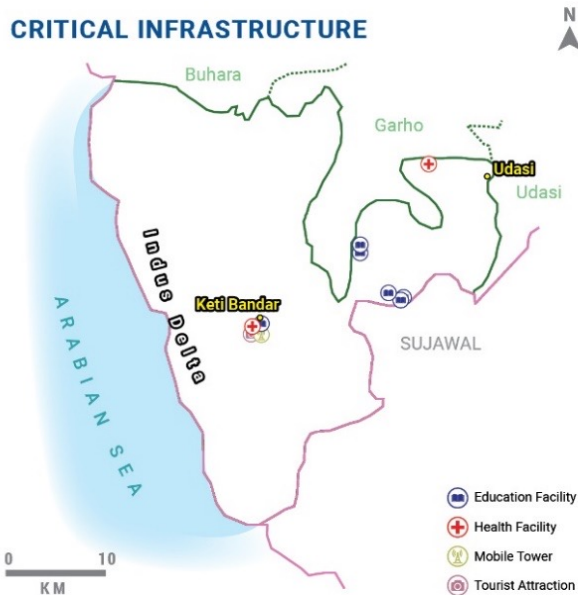 CRITICAL INFRASTRUCTURE
N
Buhara
Garho
Udasi
Udasi
Indus Delta
Keti Bandar
ARABIAN SEA
SUJAWAL
Education Facility
Health Facility
Mobile Tower
Tourist Attraction
0 10
KM